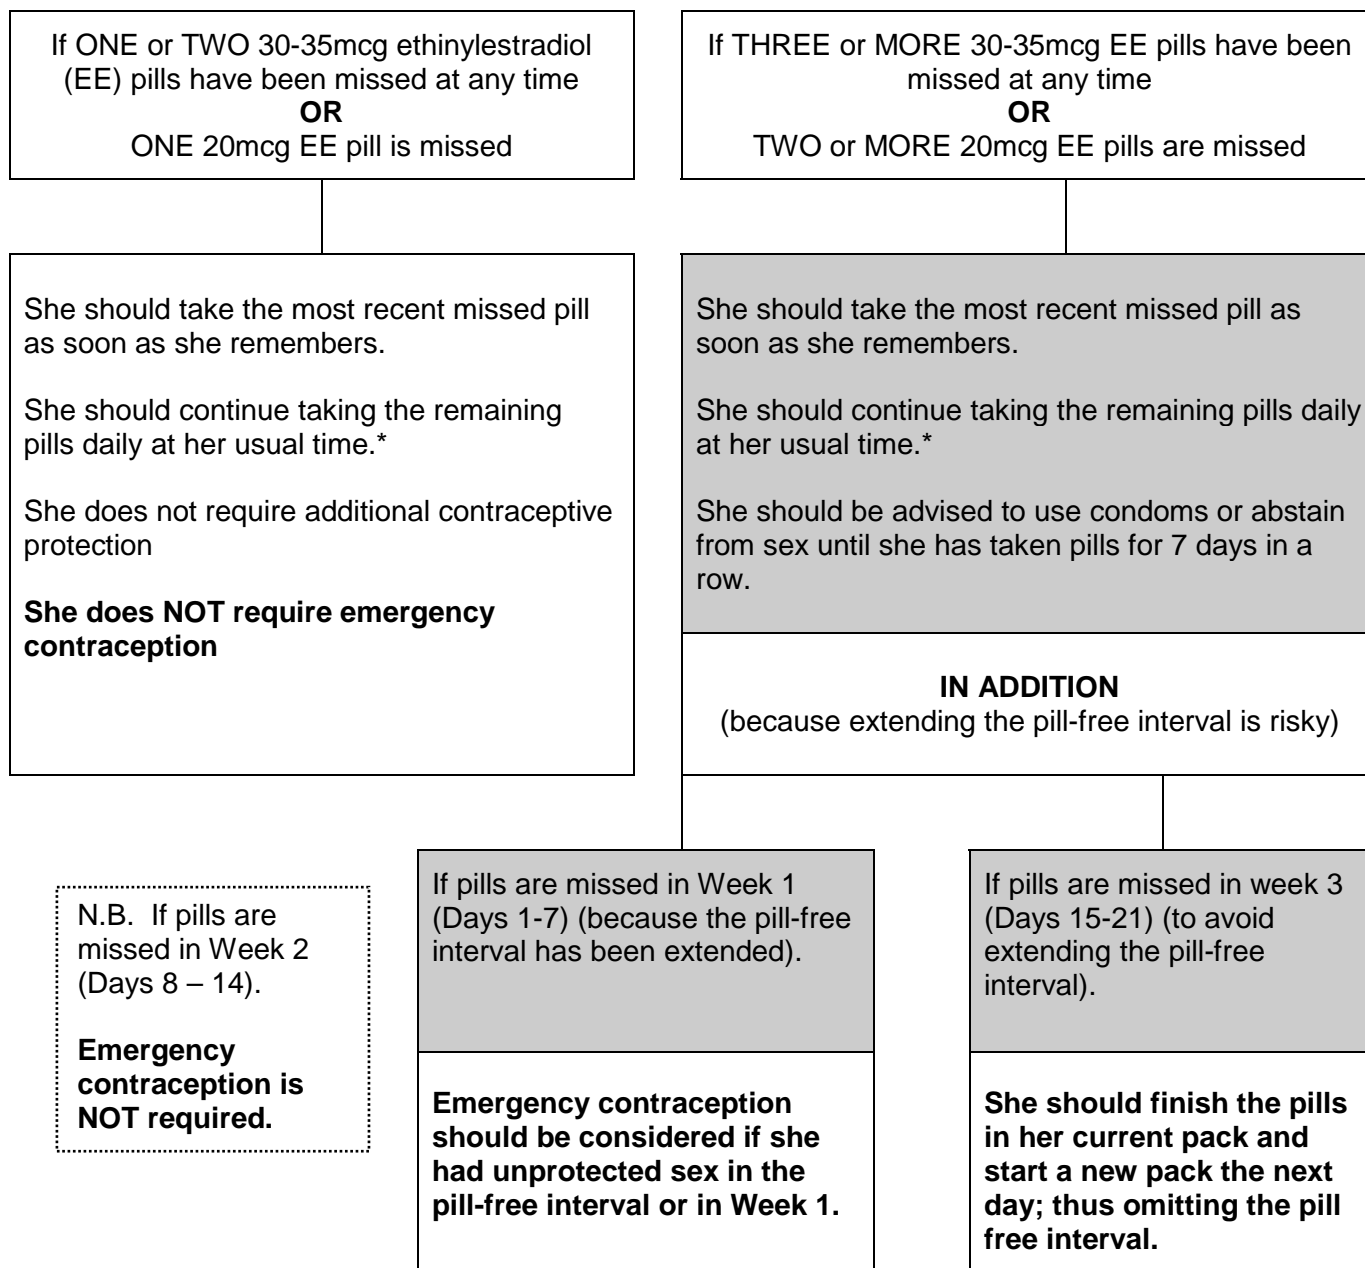 If ONE or TWO 30-35mcg ethinylestradiol
(EE) pills have been missed at any time
OR
ONE 20mcg EE pill is missed
If THREE or MORE 30-35mcg EE pills have been
missed at any time
OR
TWO or MORE 20mcg EE pills are missed
She should take the most recent missed pill
as soon as she remembers.
She should continue taking the remaining
pills daily at her usual time.*
She does not require additional contraceptive
protection
She does NOT require emergency
contraception
She should take the most recent missed pill as
soon as she remembers.
She should continue taking the remaining pills daily
at her usual time.*
She should be advised to use condoms or abstain
from sex until she has taken pills for 7 days in a
row.
IN ADDITION
(because extending the pill-free interval is risky)
N.B. If pills are
missed in Week 2
(Days 8 – 14).
Emergency
contraception is
NOT required.
If pills are missed in Week 1
(Days 1-7) (because the pill-free
interval has been extended).
Emergency contraception
should be considered if she
had unprotected sex in the
pill-free interval or in Week 1.
If pills are missed in week 3
(Days 15-21) (to avoid
extending the pill-free
interval).
She should finish the pills
in her current pack and
start a new pack the next
day; thus omitting the pill
free interval.